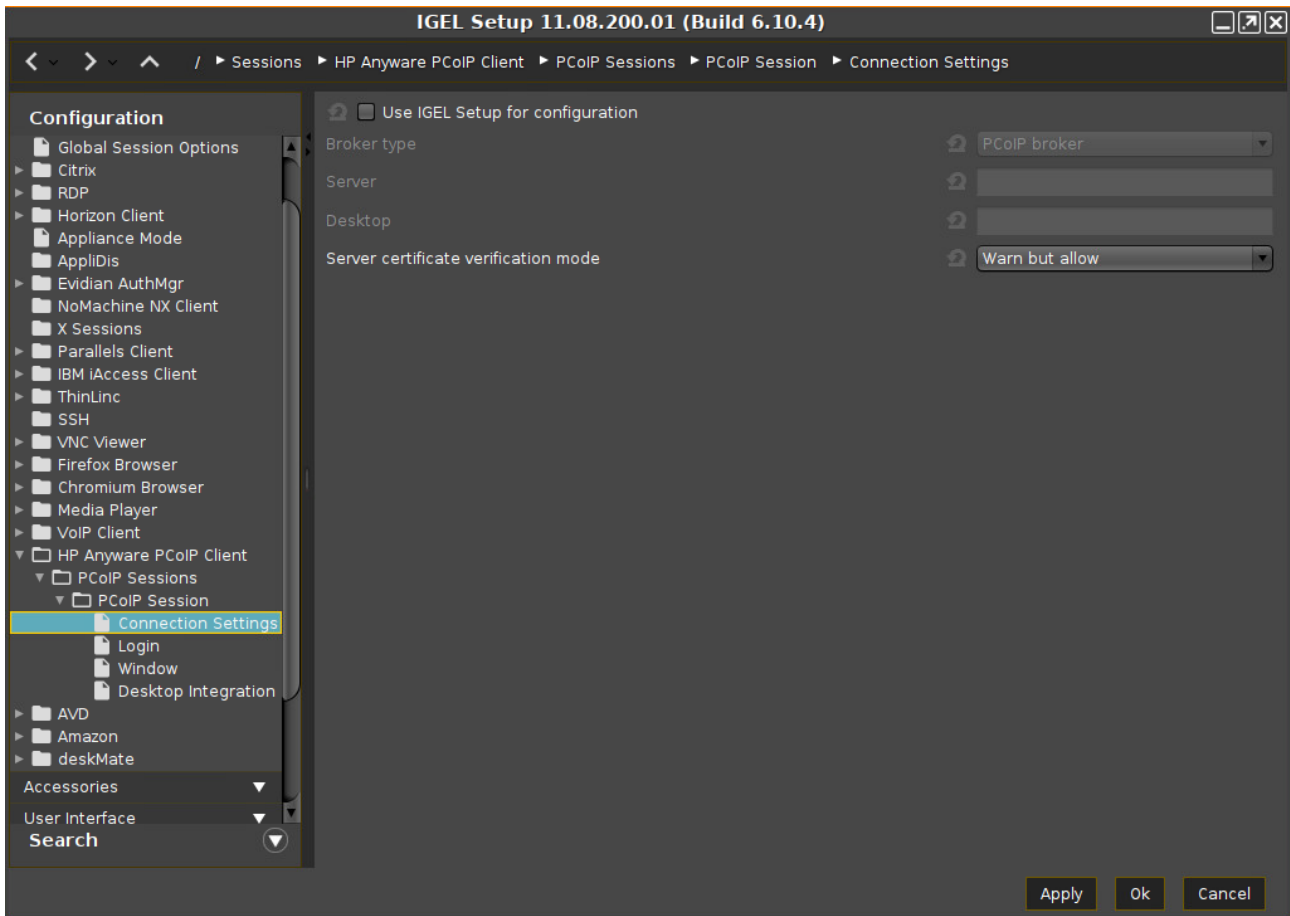 IGEL Setup 11.08.200.01 (Build 6.10.4)
/ Sessions HP Anyware PCoIP Client PCoIP Sessions PCoIP Session Connection Settings
Configuration
Global Session Options
Citrix
RDP
Horizon Client
Appliance Mode
AppliDis
Evidian AuthMgr
NoMachine NX Client
X Sessions
Parallels Client
IBM iAccess Client
ThinLinc
SSH
VNC Viewer
Firefox Browser
Chromium Browser
Media Player
VoIP Client
HP Anyware PCoIP Client
PCoIP Sessions
PCoIP Session
Connection Settings
Login
Window
Desktop Integration
AVD
Amazon
deskMate
Accessories
User Interface
Search
Use IGEL Setup for configuration
Broker type PCoIP broker
Server
Desktop
Server certificate verification mode Warn but allow
Apply Ok Cancel